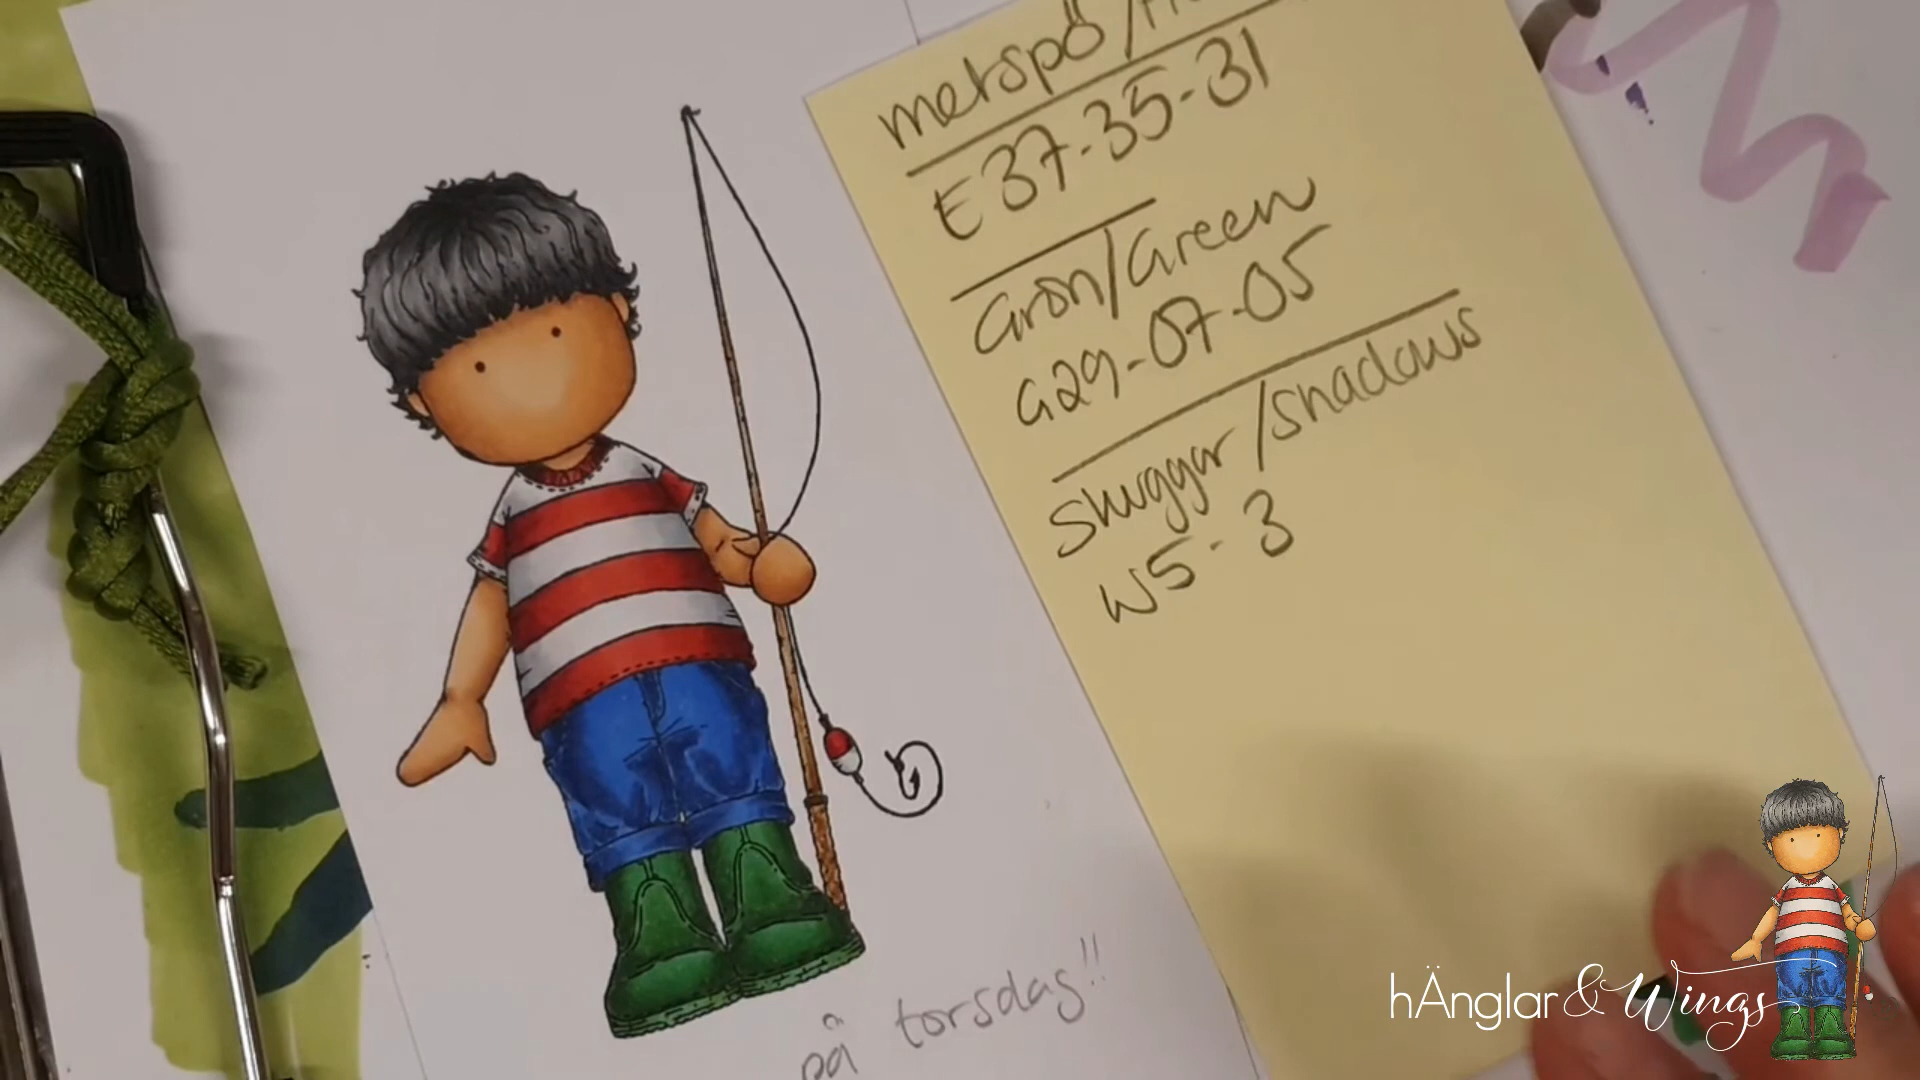 metspö/
E37-35-31
Grön/Green
G29-07-05
Skuggor/Shadows
W5-3
på torsdag!!
hÄnglar & Wings